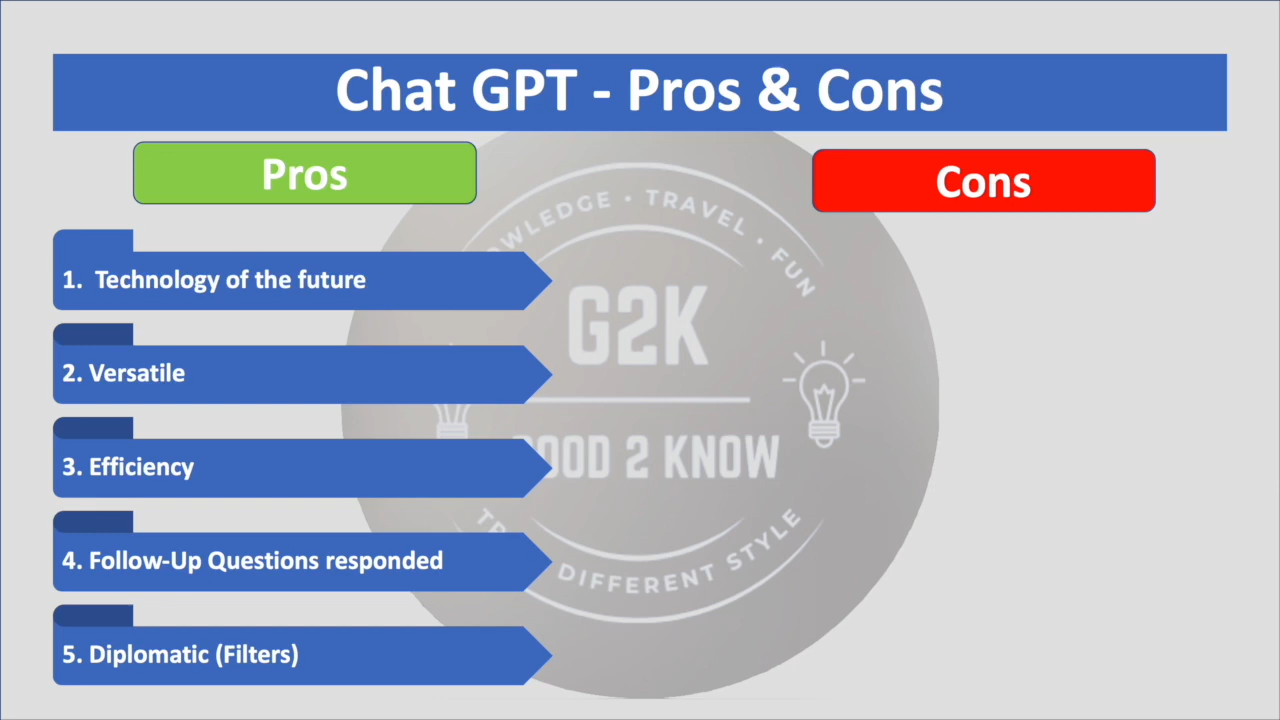 Chat GPT - Pros & Cons
Pros
Cons
1. Technology of the future
2. Versatile
3. Efficiency
4. Follow-Up Questions responded
5. Diplomatic (Filters)
TRAVEL • FUN
G2K
2 KNOW
DIFFERENT STYLE